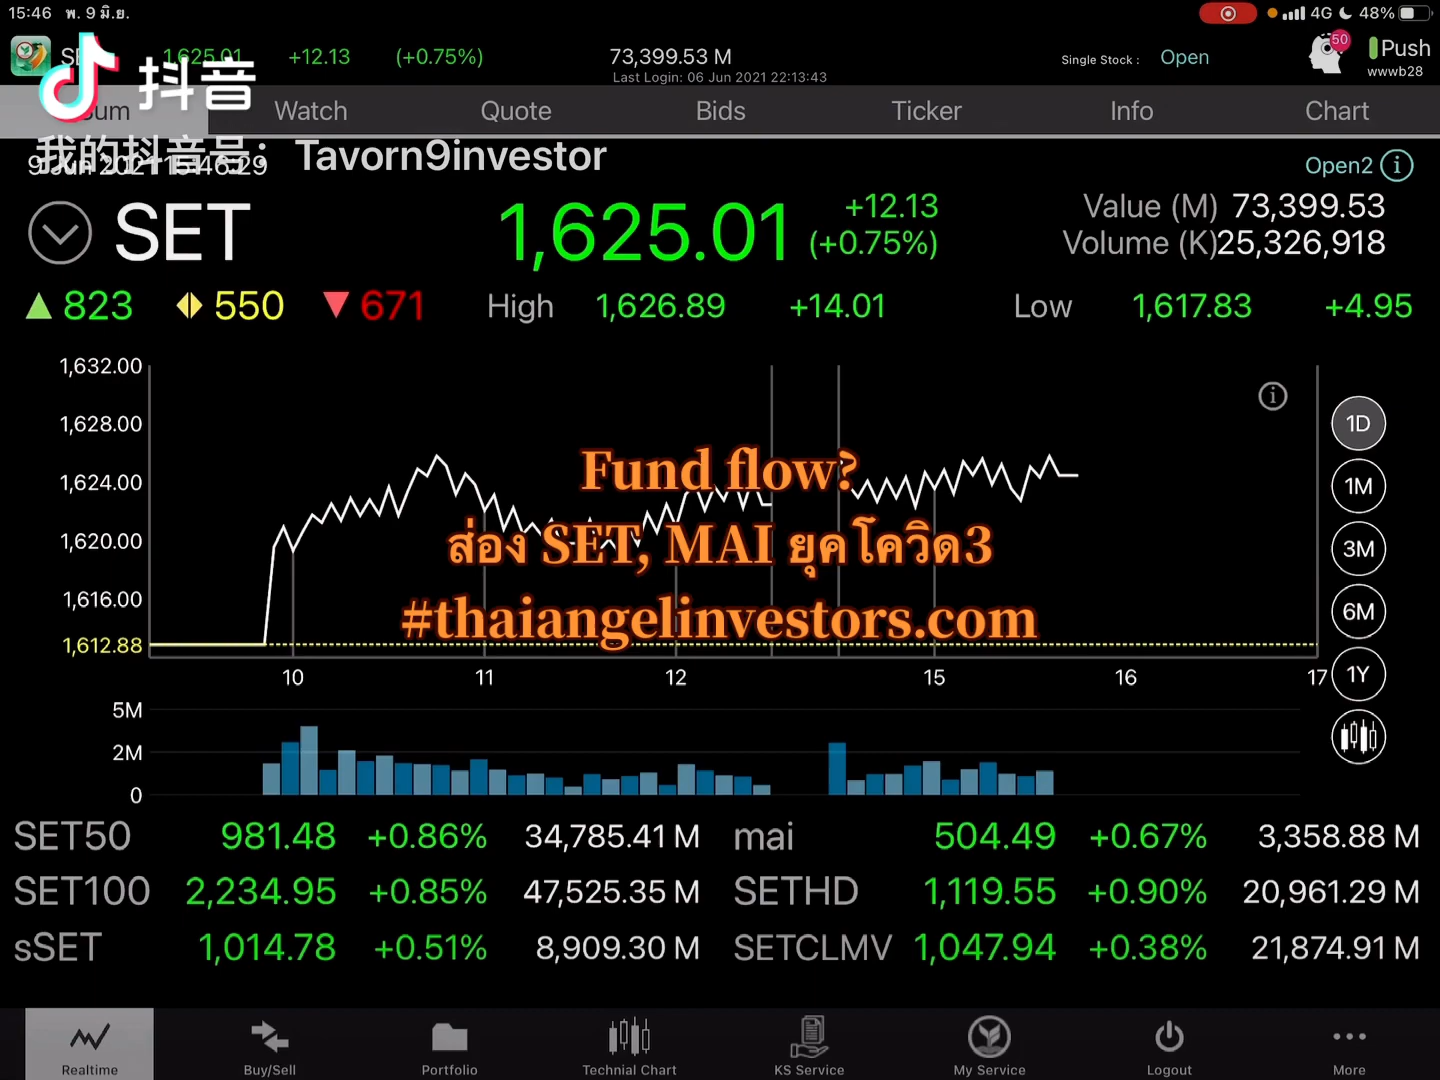 15:46 พ. 9 มิ.ย.
4G 48%
1,625.01 +12.13 (+0.75%) 73,399.53 M
Last Login: 06 Jun 2021 22:13:43
Single Stock : Open
50
Push
wwwb28
抖音
Sum Watch Quote Bids Ticker Info Chart
我的抖音号： Tavorn9investor
9 Jun 2021 15:46:29
Open2
SET 1,625.01 +12.13 (+0.75%)
Value (M) 73,399.53
Volume (K) 25,326,918
823 550 671 High 1,626.89 +14.01 Low 1,617.83 +4.95
1,632.00
1,628.00
1,624.00
1,620.00
1,616.00
1,612.88
Fund flow?
ส่อง SET, MAI ยุคโควิด3
#thaiangelinvestors.com
1D
1M
3M
6M
1Y
10 11 12 15 16 17
5M
2M
0
SET50 981.48 +0.86% 34,785.41 M mai 504.49 +0.67% 3,358.88 M
SET100 2,234.95 +0.85% 47,525.35 M SETHD 1,119.55 +0.90% 20,961.29 M
sSET 1,014.78 +0.51% 8,909.30 M SETCLMV 1,047.94 +0.38% 21,874.91 M
Realtime Buy/Sell Portfolio Technial Chart KS Service My Service Logout More